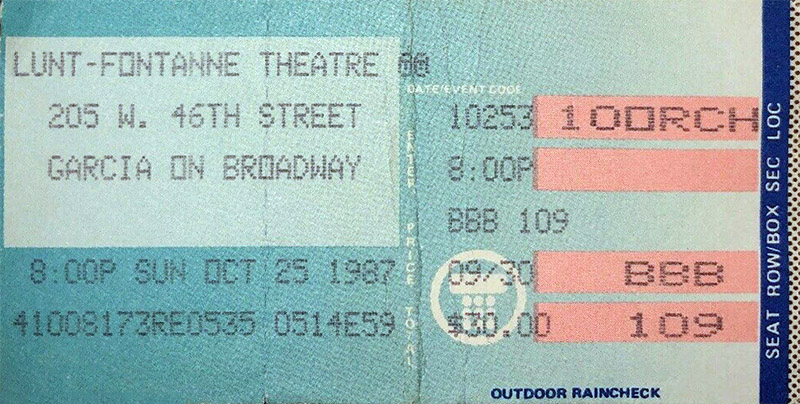 LUNT-FONTANNE THEATRE
205 W. 46TH STREET
GARCIA ON BROADWAY
8:00P SUN OCT 25 1987
41008173RE0535 0514E59
DATE/EVENT CODE
10253
8:00P
BBB 109
09/30
$30.00
ENTER PRICE TOTAL
100RCH
BBB
109
SEAT ROW/BOX SEC LOC
OUTDOOR RAINCHECK